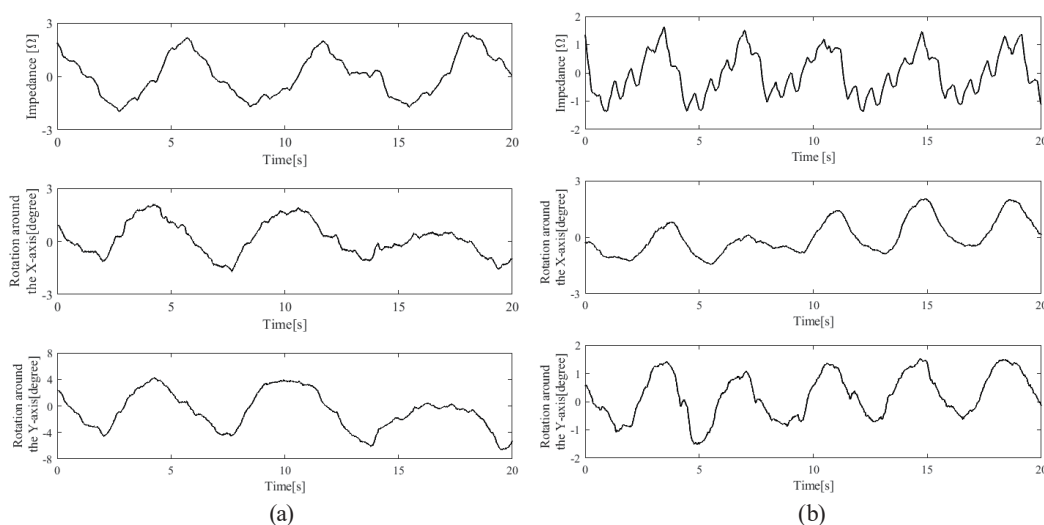 Impedance [Ω]
3
0
-3
0 5 10 15 20
Time[s]
Rotation around
the X-axis[degree]
3
0
-3
0 5 10 15 20
Time[s]
Rotation around
the Y-axis[degree]
8
4
0
-4
-8
0 5 10 15 20
Time[s]
(a)
Impedance [Ω]
2
1
0
-1
-2
0 5 10 15 20
Time [s]
Rotation around
the X-axis[degree]
3
0
-3
0 5 10 15 20
Time[s]
Rotation around
the Y-axis[degree]
2
1
0
-1
-2
0 5 10 15 20
Time[s]
(b)